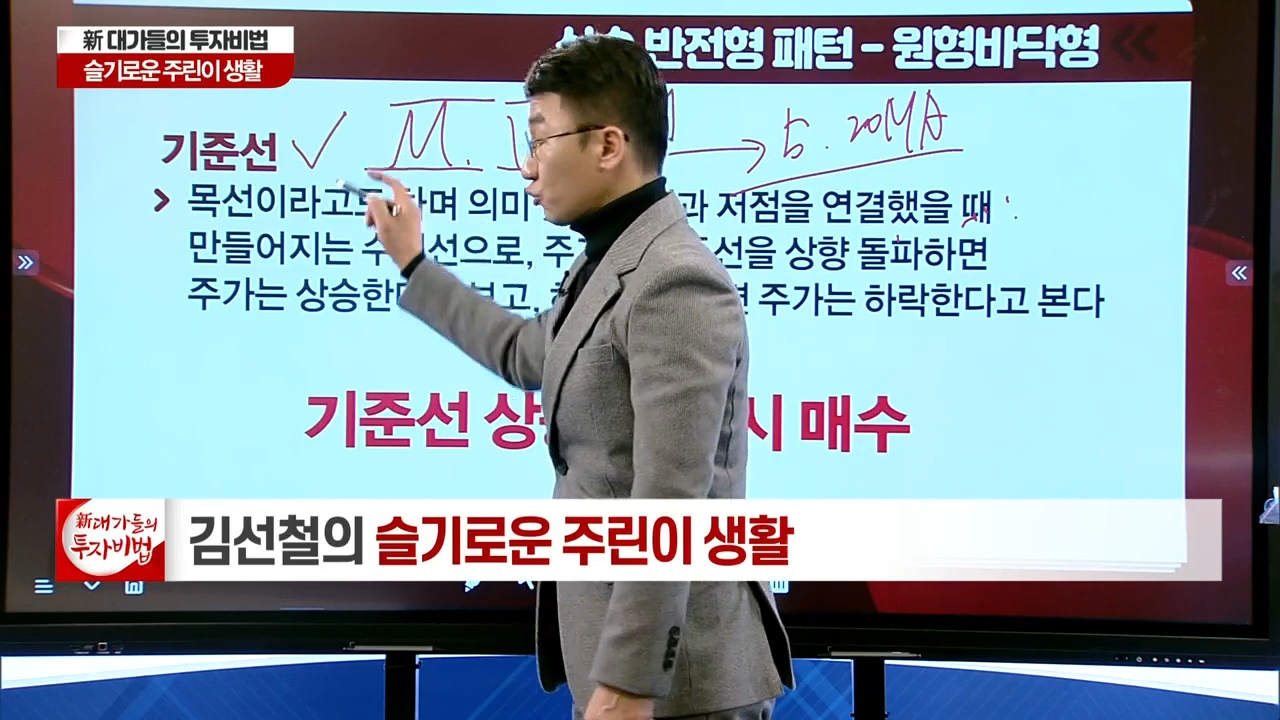 新 대가들의 투자비법
슬기로운 주린이 생활
반전형 패턴 - 원형바닥형
기준선
M.
5. 20MA
목선이라고도 하며 의미 과 저점을 연결했을 때
만들어지는 선으로, 주 선을 상향 돌파하면
주가는 상승한 보고, 주가는 하락한다고 본다
기준선 시 매수
新 대가들의
투자비법
김선철의 슬기로운 주린이 생활